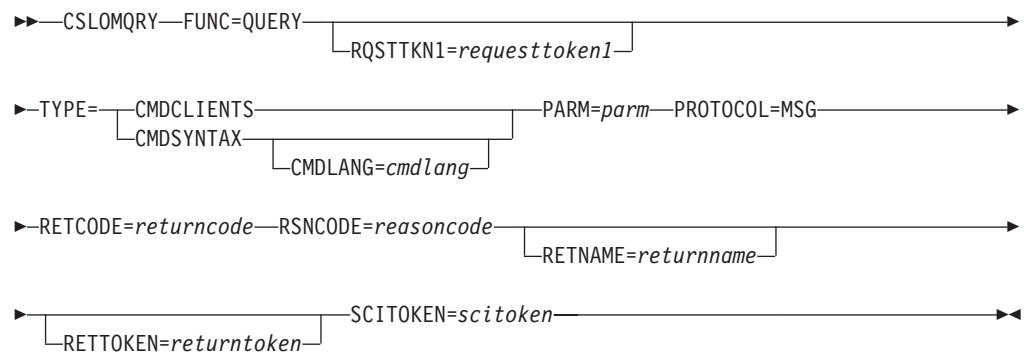 CSLOMQRY FUNC=QUERY
RQSTTKN1=requesttoken1
TYPE= CMDCLIENTS PARM=parm PROTOCOL=MSG
CMDSYNTAX
CMDLANG=cmdlang
RETCODE=returncode RSNCODE=reasoncode
RETNAME=returnname
SCITOKEN=scitoken
RETTOKEN=returntoken